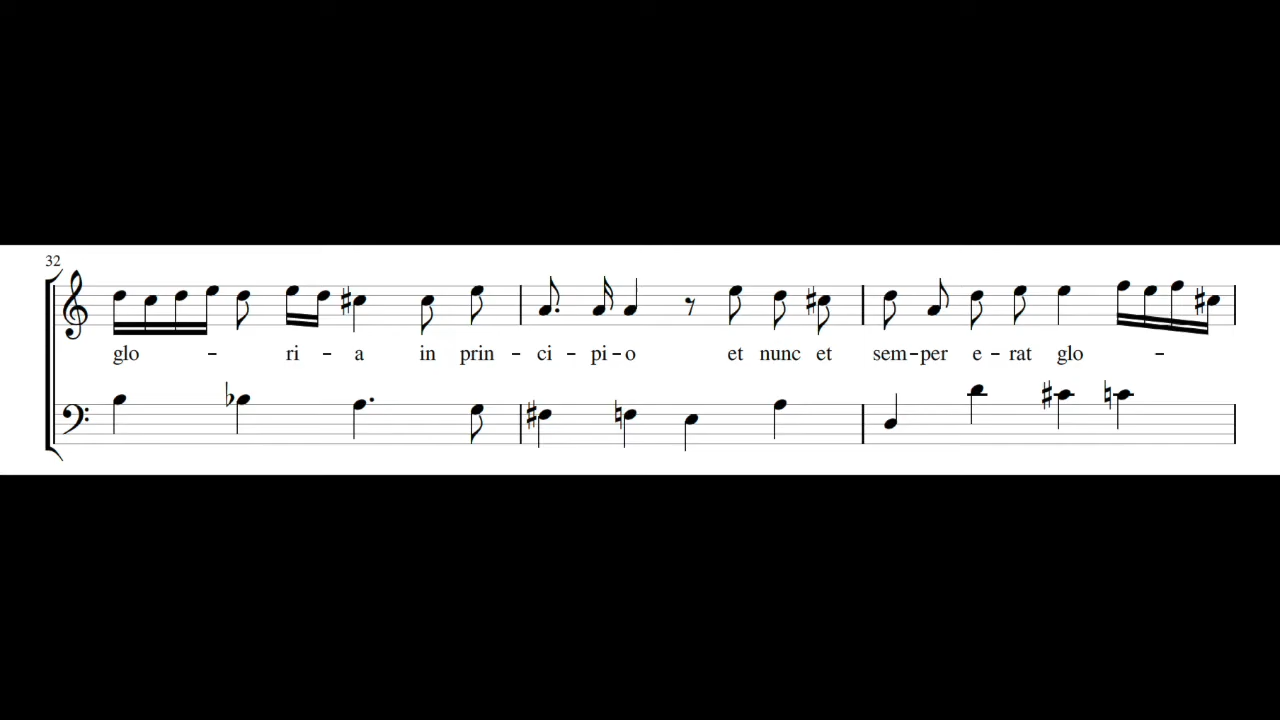 32
glo - ri - a in prin - ci - pi - o et nunc et sem - per e - rat glo -